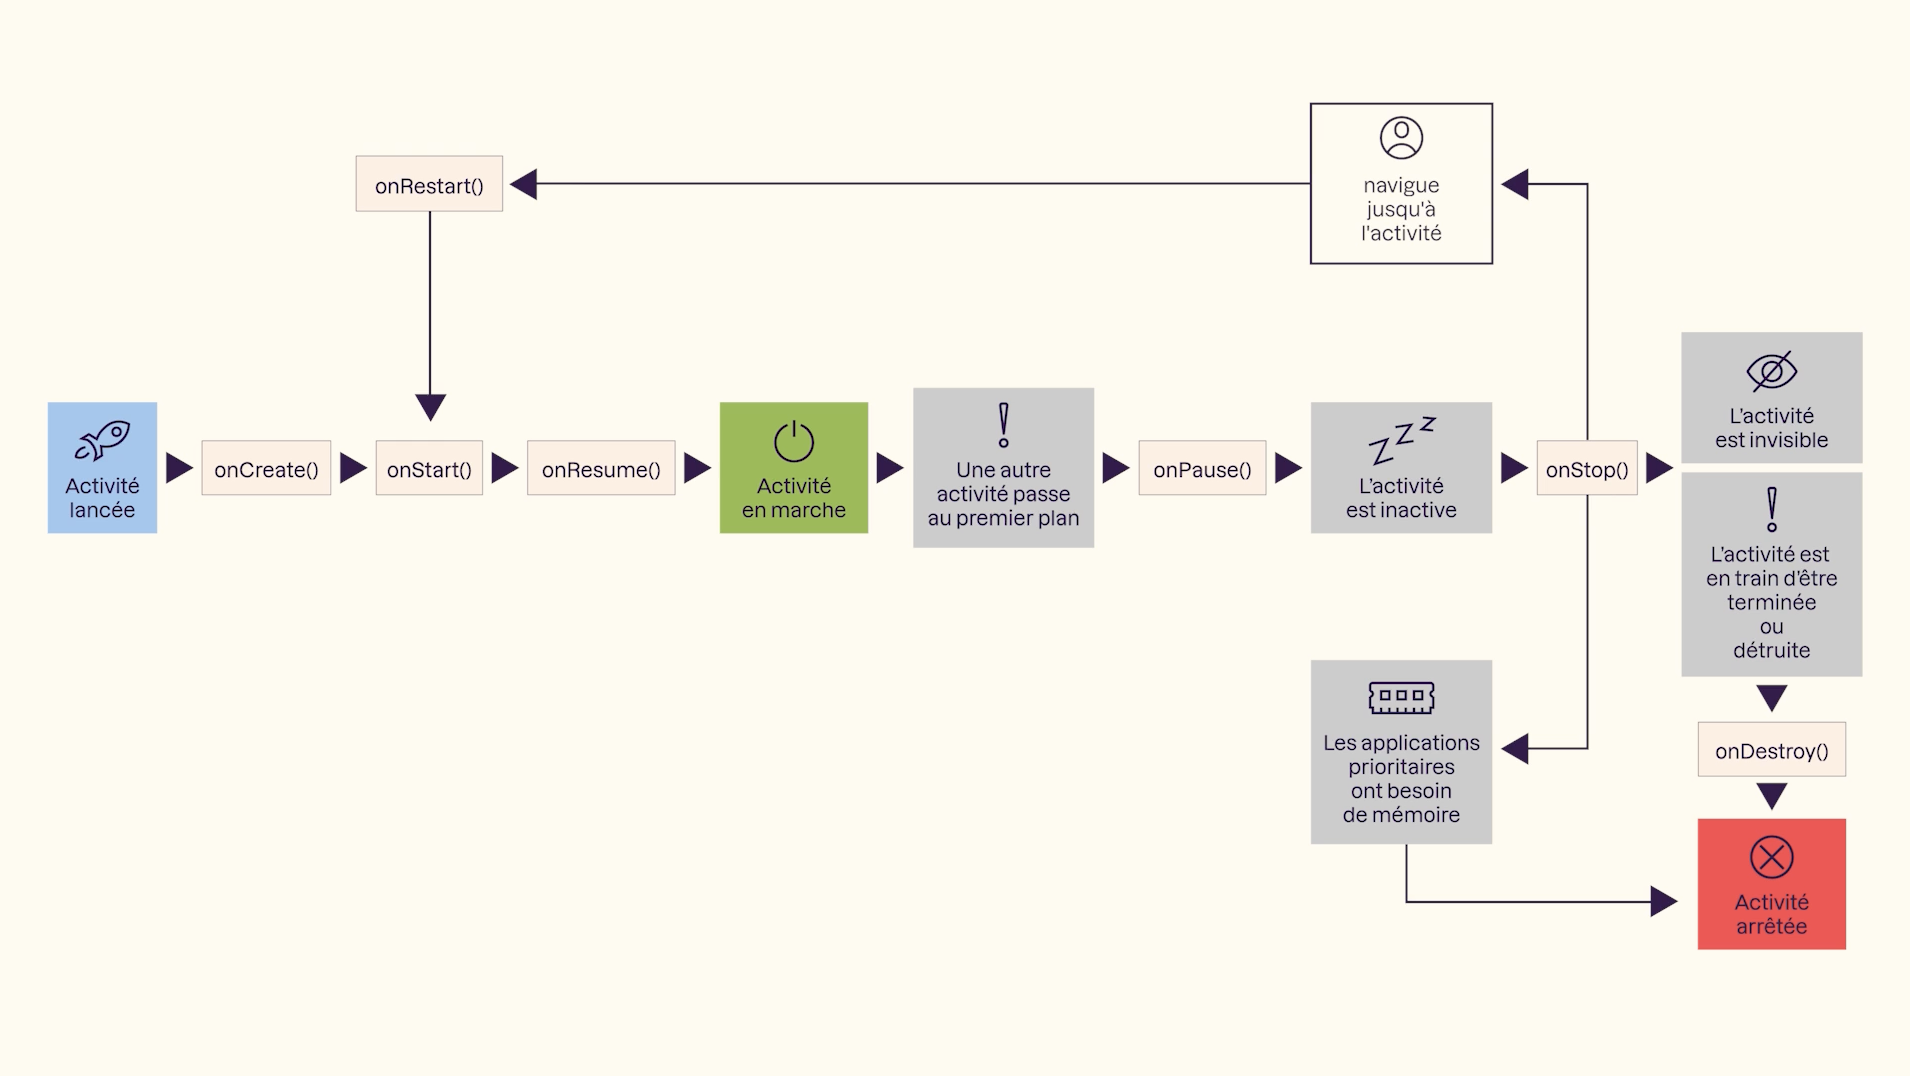 navigue
jusqu'à
l'activité
onRestart()
Activité
lancée
onCreate()
onStart()
onResume()
Activité
en marche
Une autre
activité passe
au premier plan
onPause()
L'activité
est inactive
onStop()
L'activité
est invisible
L'activité est
en train d'être
terminée
ou
détruite
Les applications
prioritaires
ont besoin
de mémoire
onDestroy()
Activité
arrêtée